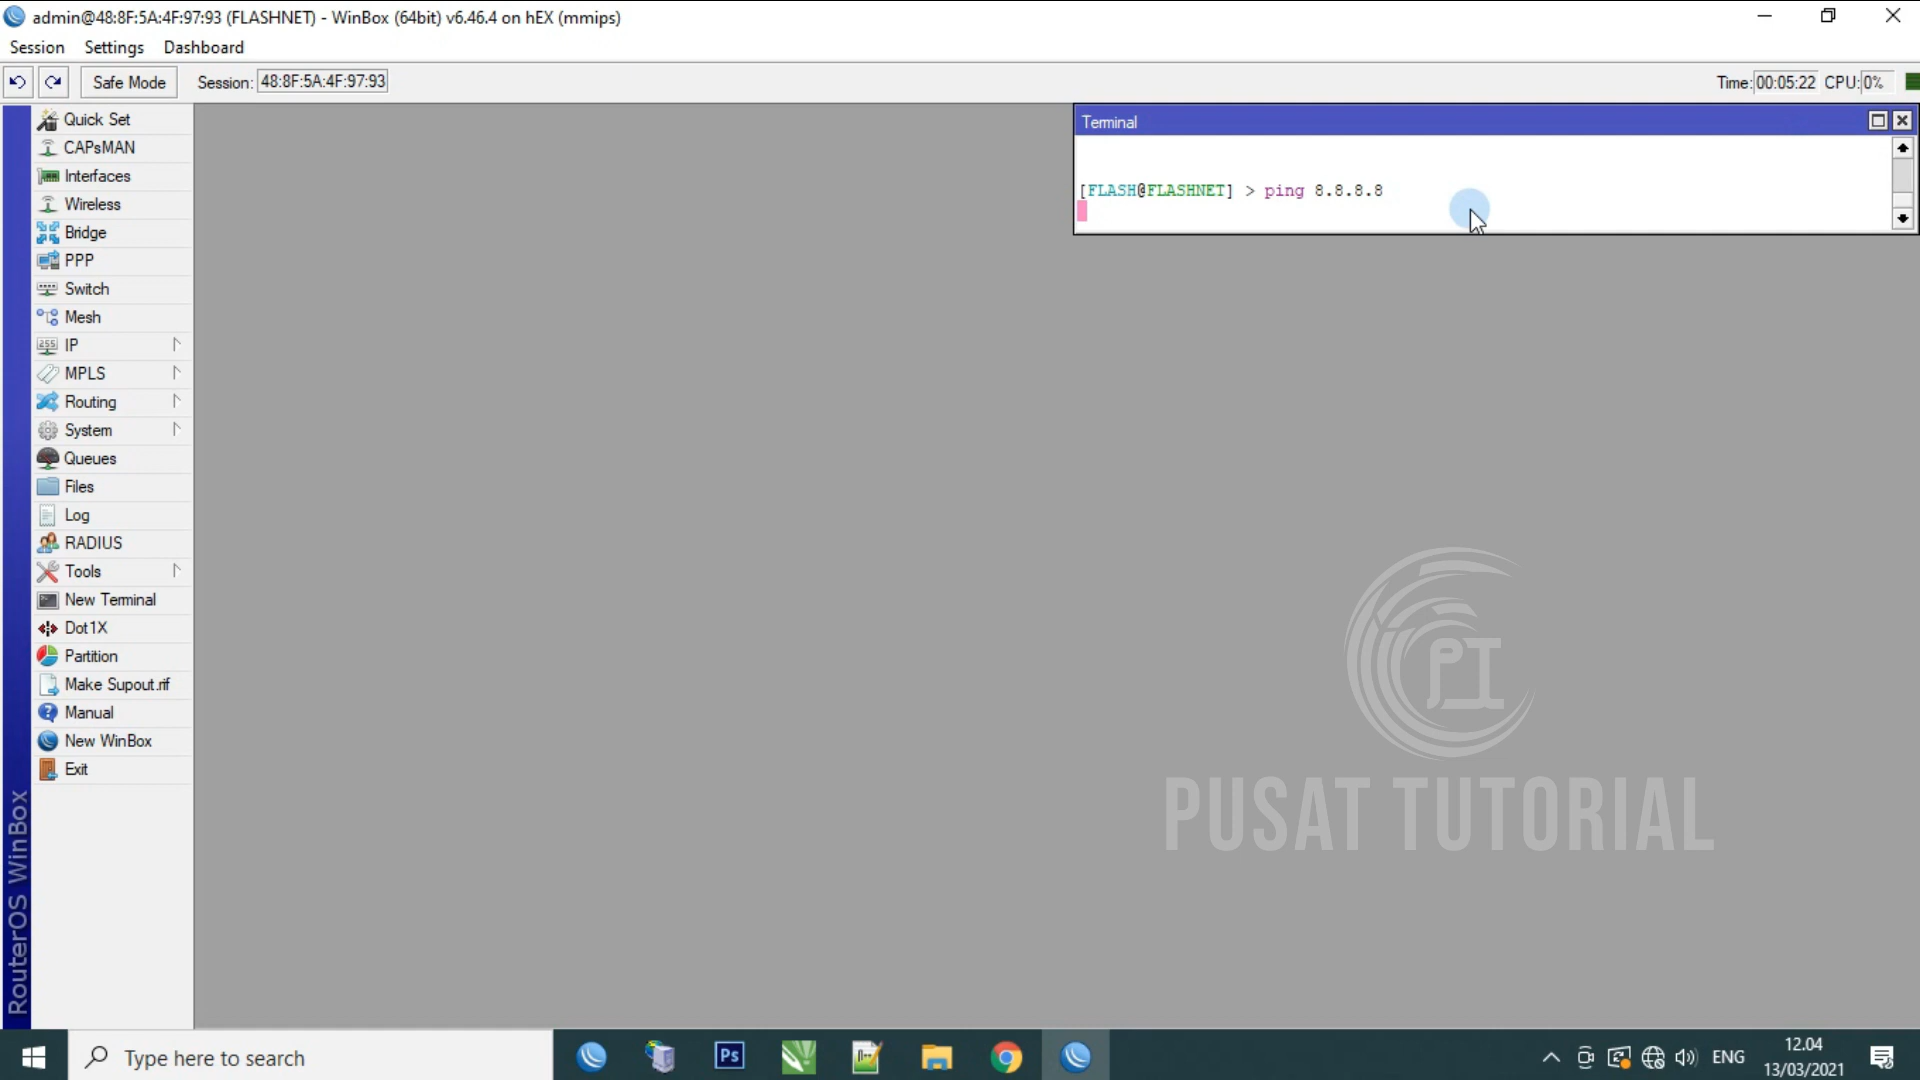 admin@48:8F:5A:4F:97:93 (FLASHNET) - WinBox (64bit) v6.46.4 on hEX (mmips)
Session Settings Dashboard
Safe Mode Session: 48:8F:5A:4F:97:93 Time: 00:05:22 CPU: 0%
Quick Set
CAPsMAN
Interfaces
Wireless
Bridge
PPP
Switch
Mesh
IP
MPLS
Routing
System
Queues
Files
Log
RADIUS
Tools
New Terminal
Dot1X
Partition
Make Supout.rif
Manual
New WinBox
Exit
RouterOS WinBox
Terminal
[FLASH@FLASHNET] > ping 8.8.8.8
PT
PUSAT TUTORIAL
Type here to search
Ps
ENG
12.04
13/03/2021